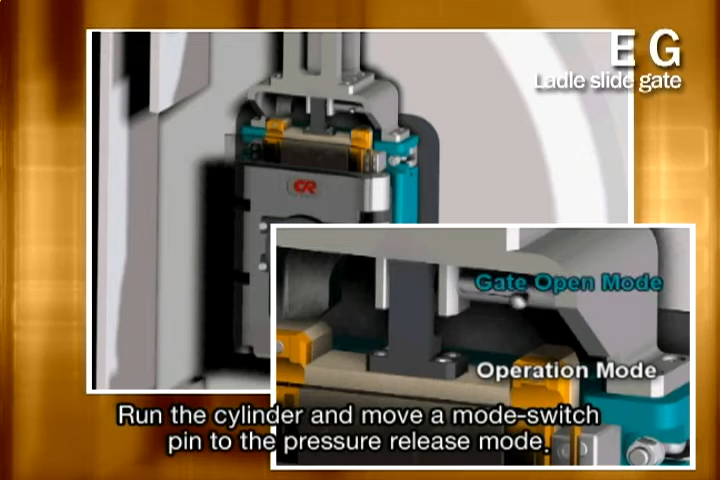 E G
Ladle slide gate
CR
Gate Open Mode
Operation Mode
Run the cylinder and move a mode-switch
pin to the pressure release mode.